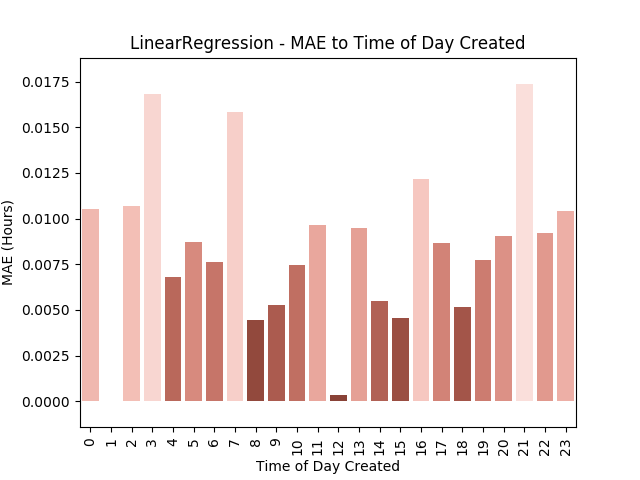 LinearRegression - MAE to Time of Day Created
MAE (Hours)
0.0175
0.0150
0.0125
0.0100
0.0075
0.0050
0.0025
0.0000
0 1 2 3 4 5 6 7 8 9 10 11 12 13 14 15 16 17 18 19 20 21 22 23
Time of Day Created